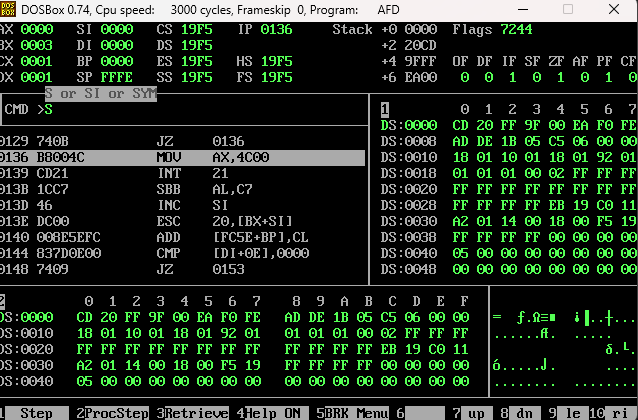 DOSBox 0.74, Cpu speed: 3000 cycles, Frameskip 0, Program: AFD
AX 0000 SI 0000 CS 19F5 IP 0136 Stack +0 0000 Flags 7244
BX 0003 DI 0000 DS 19F5 +2 20CD
CX 0001 BP 0000 ES 19F5 HS 19F5 +4 9FFF OF DF IF SF ZF AF PF CF
DX 0001 SP FFFE SS 19F5 FS 19F5 +6 EA00 0 0 1 0 1 0 1 0
S or SI or SYM
CMD >S
1 0 1 2 3 4 5 6 7
DS:0000 CD 20 FF 9F 00 EA F0 FE
0129 740B JZ 0136 DS:0008 AD DE 1B 05 C5 06 00 00
0136 B8004C MOV AX,4C00 DS:0010 18 01 10 01 18 01 92 01
0139 CD21 INT 21 DS:0018 01 01 01 00 02 FF FF FF
013B 1CC7 SBB AL,C7 DS:0020 FF FF FF FF FF FF FF FF
013D 46 INC SI DS:0028 FF FF FF FF EB 19 C0 11
013E DC00 ESC 20,[BX+SI] DS:0030 A2 01 14 00 18 00 F5 19
0140 008E5EFC ADD [FC5E+BP],CL DS:0038 FF FF FF FF 00 00 00 00
0144 837D0E00 CMP [DI+0E],0000 DS:0040 05 00 00 00 00 00 00 00
0148 7409 JZ 0153 DS:0048 00 00 00 00 00 00 00 00
2 0 1 2 3 4 5 6 7 8 9 A B C D E F
DS:0000 CD 20 FF 9F 00 EA F0 FE AD DE 1B 05 C5 06 00 00
DS:0010 18 01 10 01 18 01 92 01 01 01 01 00 02 FF FF FF
DS:0020 FF FF FF FF FF FF FF FF FF FF FF FF EB 19 C0 11
DS:0030 A2 01 14 00 18 00 F5 19 FF FF FF FF 00 00 00 00
DS:0040 05 00 00 00 00 00 00 00 00 00 00 00 00 00 00 00
1 Step 2 ProcStep 3 Retrieve 4 Help ON 5 BRK Menu 6 7 up 8 dn 9 le 10 ri